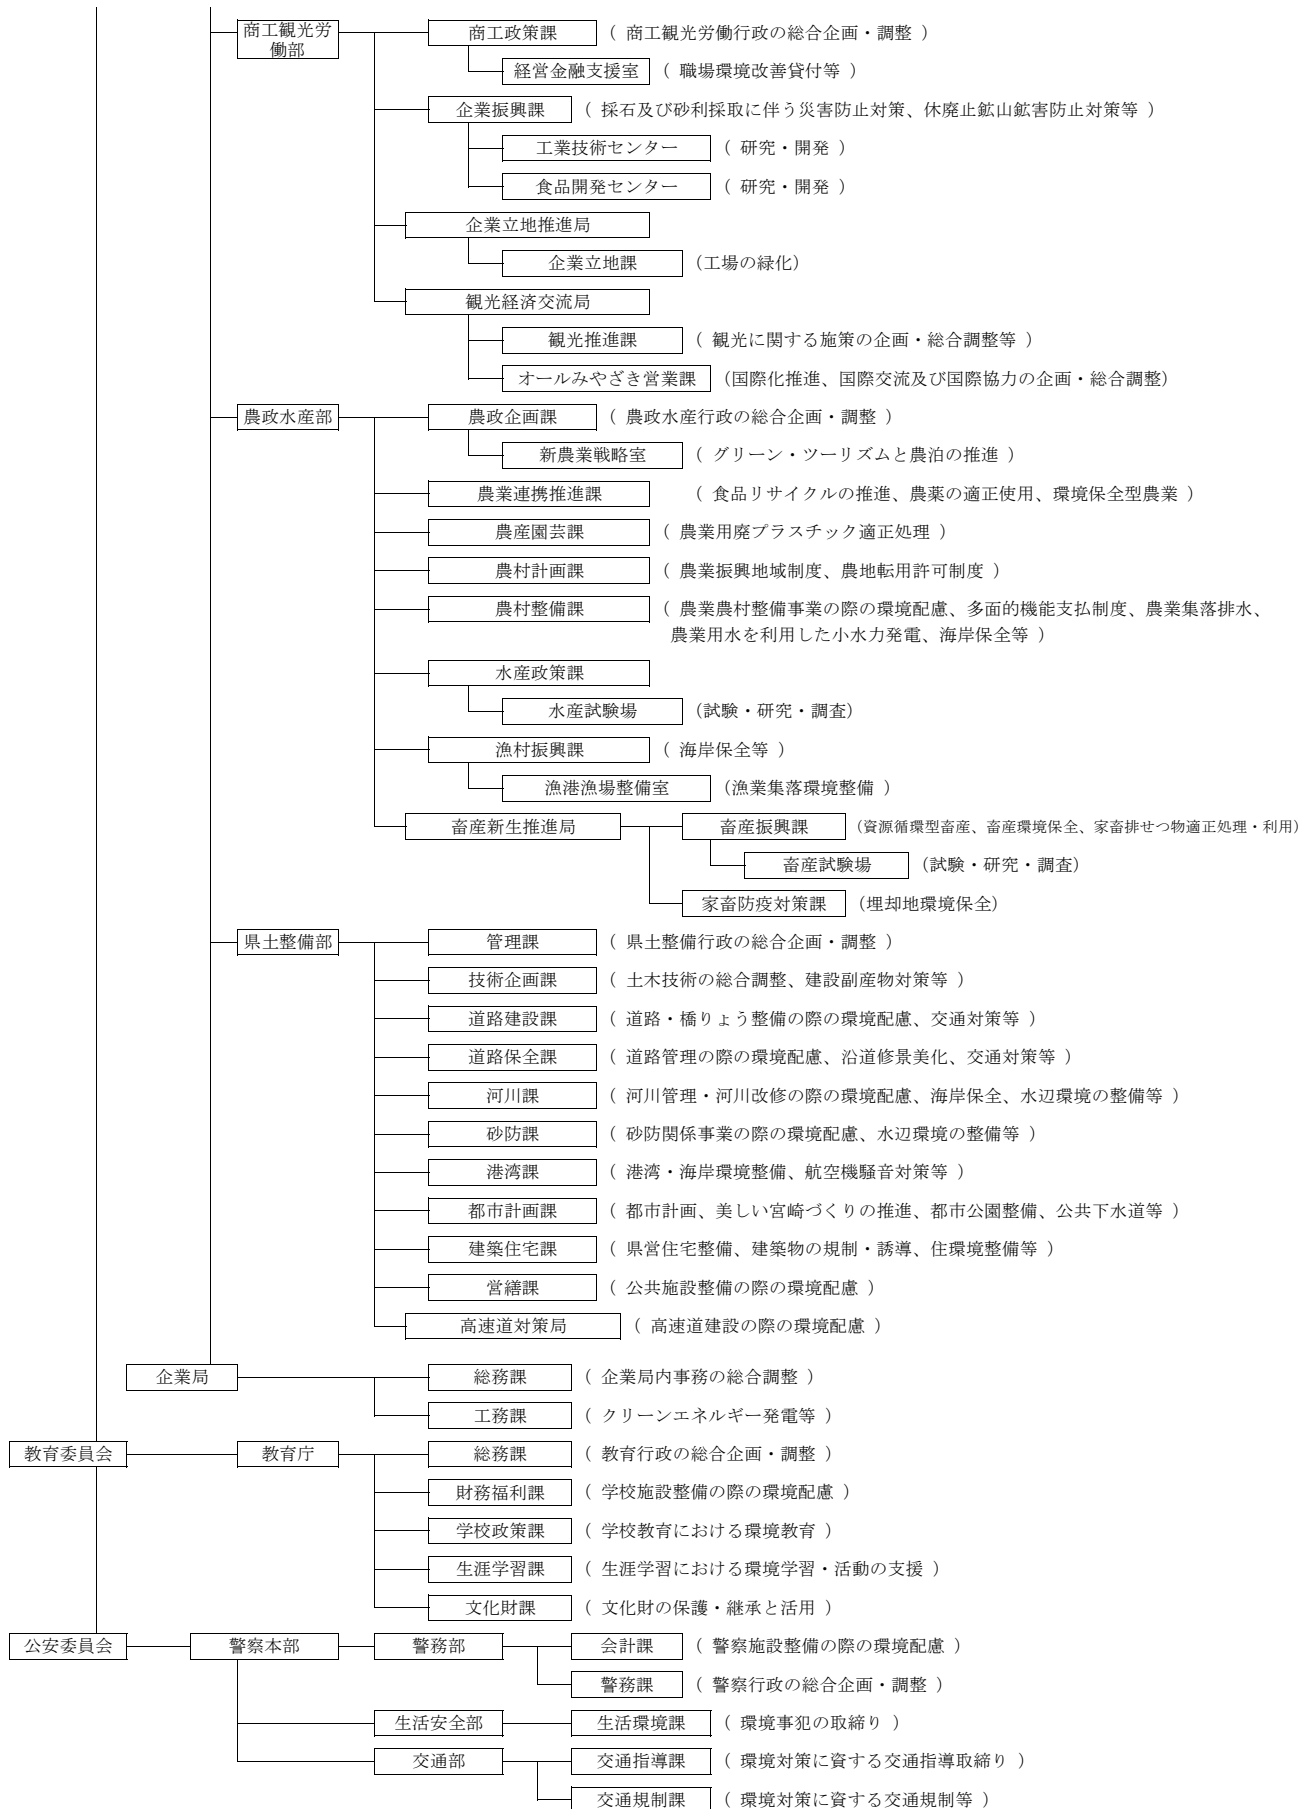 商工観光労
働部
商工政策課 （ 商工観光労働行政の総合企画・調整 ）
経営金融支援室 （ 職場環境改善貸付等 ）
企業振興課 （ 採石及び砂利採取に伴う災害防止対策、休廃止鉱山鉱害防止対策等 ）
工業技術センター （ 研究・開発 ）
食品開発センター （ 研究・開発 ）
企業立地推進局
企業立地課 （工場の緑化）
観光経済交流局
観光推進課 （ 観光に関する施策の企画・総合調整等 ）
オールみやざき営業課 （国際化推進、国際交流及び国際協力の企画・総合調整）
農政水産部 農政企画課 （ 農政水産行政の総合企画・調整 ）
新農業戦略室 （ グリーン・ツーリズムと農泊の推進 ）
農業連携推進課 （ 食品リサイクルの推進、農薬の適正使用、環境保全型農業 ）
農産園芸課 （ 農業用廃プラスチック適正処理 ）
農村計画課 （ 農業振興地域制度、農地転用許可制度 ）
農村整備課 （ 農業農村整備事業の際の環境配慮、多面的機能支払制度、農業集落排水、
農業用水を利用した小水力発電、海岸保全等 ）
水産政策課
水産試験場 （試験・研究・調査）
漁村振興課 （ 海岸保全等 ）
漁港漁場整備室 （漁業集落環境整備 ）
畜産新生推進局 畜産振興課 （資源循環型畜産、畜産環境保全、家畜排せつ物適正処理・利用）
畜産試験場 （試験・研究・調査）
家畜防疫対策課 （埋却地環境保全）
県土整備部 管理課 （ 県土整備行政の総合企画・調整 ）
技術企画課 （ 土木技術の総合調整、建設副産物対策等 ）
道路建設課 （ 道路・橋りょう整備の際の環境配慮、交通対策等 ）
道路保全課 （ 道路管理の際の環境配慮、沿道修景美化、交通対策等 ）
河川課 （ 河川管理・河川改修の際の環境配慮、海岸保全、水辺環境の整備等 ）
砂防課 （ 砂防関係事業の際の環境配慮、水辺環境の整備等 ）
港湾課 （ 港湾・海岸環境整備、航空機騒音対策等 ）
都市計画課 （ 都市計画、美しい宮崎づくりの推進、都市公園整備、公共下水道等 ）
建築住宅課 （ 県営住宅整備、建築物の規制・誘導、住環境整備等 ）
営繕課 （ 公共施設整備の際の環境配慮 ）
高速道対策局 （ 高速道建設の際の環境配慮 ）
企業局 総務課 （ 企業局内事務の総合調整 ）
工務課 （ クリーンエネルギー発電等 ）
教育委員会 教育庁 総務課 （ 教育行政の総合企画・調整 ）
財務福利課 （ 学校施設整備の際の環境配慮 ）
学校政策課 （ 学校教育における環境教育 ）
生涯学習課 （ 生涯学習における環境学習・活動の支援 ）
文化財課 （ 文化財の保護・継承と活用 ）
公安委員会 警察本部 警務部 会計課 （ 警察施設整備の際の環境配慮 ）
警務課 （ 警察行政の総合企画・調整 ）
生活安全部 生活環境課 （ 環境事犯の取締り ）
交通部 交通指導課 （ 環境対策に資する交通指導取締り ）
交通規制課 （ 環境対策に資する交通規制等 ）